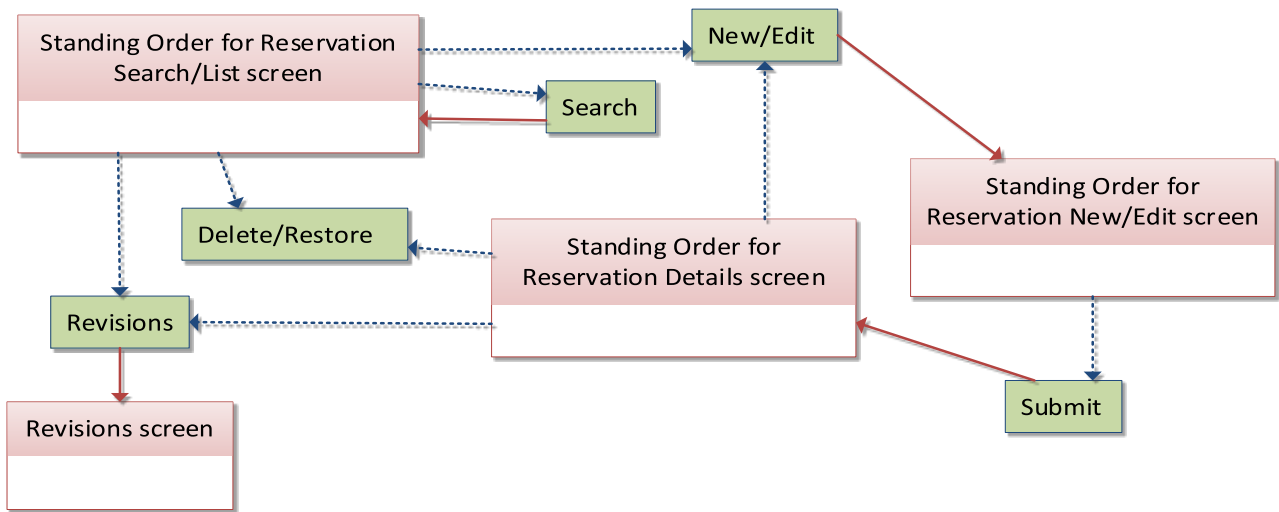 Standing Order for Reservation
Search/List screen
New/Edit
Search
Standing Order for
Reservation New/Edit screen
Delete/Restore
Standing Order for
Reservation Details screen
Revisions
Submit
Revisions screen